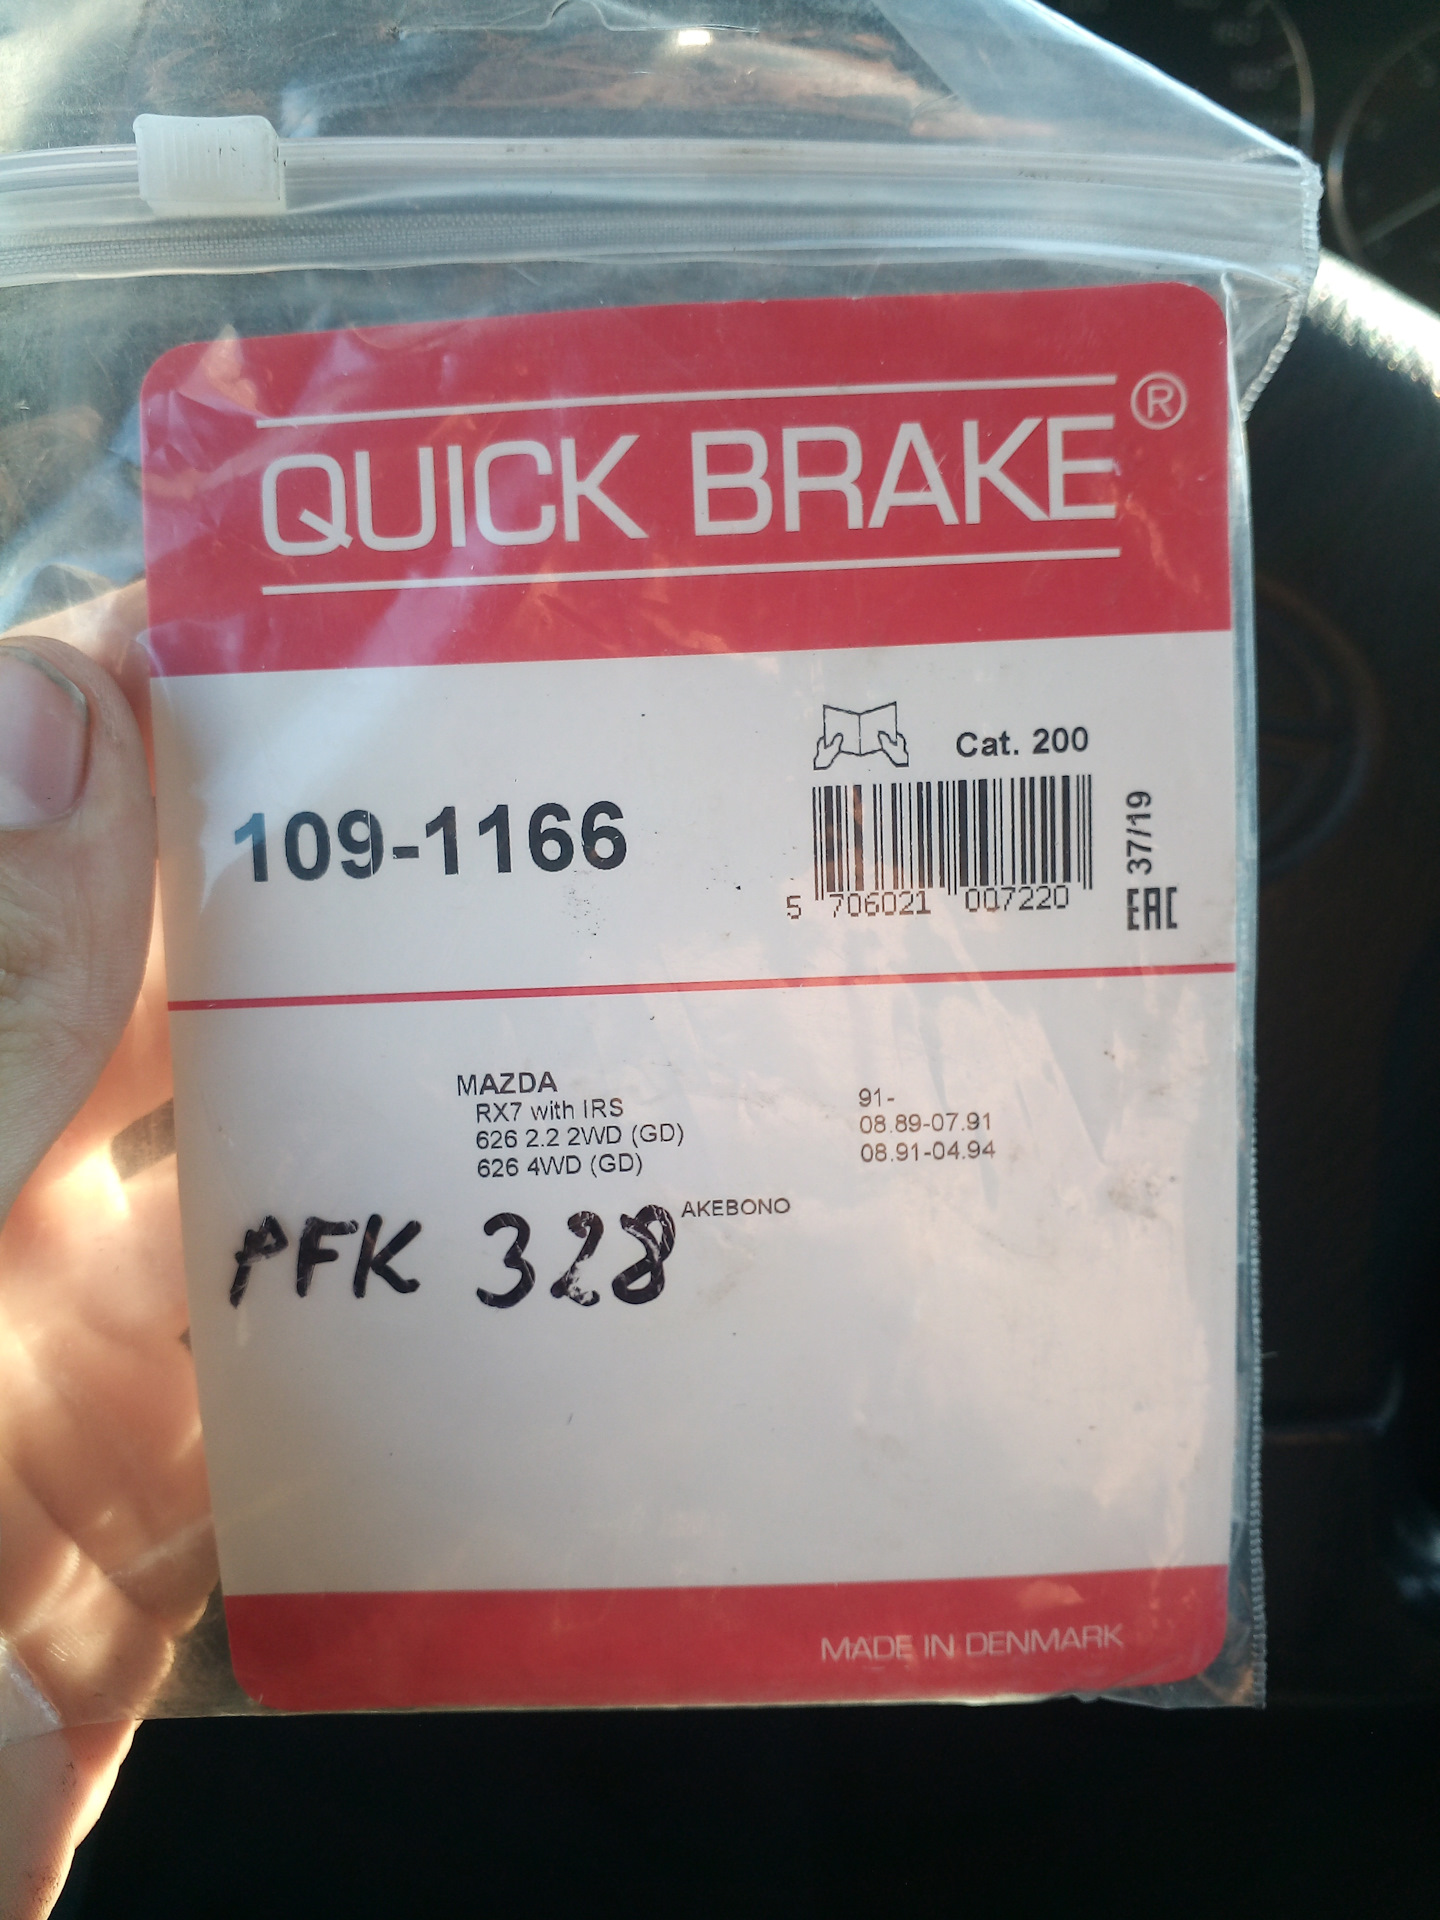 QUICK BRAKE®
Cat. 200
109-1166
5 706021 007220
37/19
EAC
MAZDA
RX7 with IRS 91-
626 2.2 2WD (GD) 08.89-07.91
626 4WD (GD) 08.91-04.94
AKEBONO
PFK 328
MADE IN DENMARK